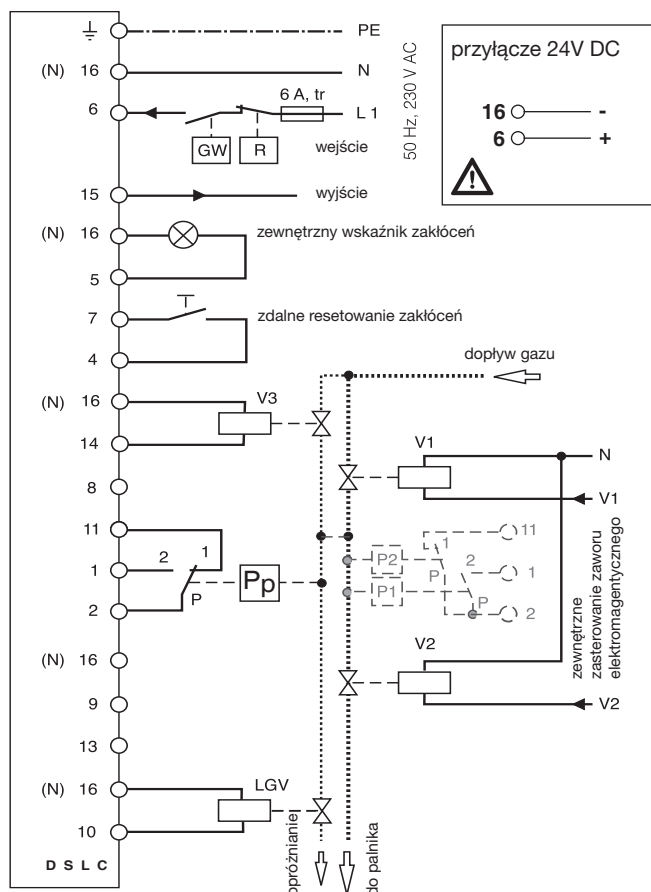 PE
(N) 16 N
6 6 A, tr L 1
GW R wejście
50 Hz, 230 V AC
przyłącze 24V DC
16 -
6 +
15 wyjście
(N) 16 zewnętrzny wskaźnik zakłóceń
5
7 zdalne resetowanie zakłóceń
4
dopływ gazu
(N) 16 V3
14
V1 N
V1
8
11 1
1 2
2 P
Pp
P2 1 11
P 2 1
P1 P 2
zewnętrzne
zasterowanie zaworu
elektromagentycznego
(N) 16
V2
9 V2
13
(N) 16 LGV
10
opróżnianie
do palnika
D S L C